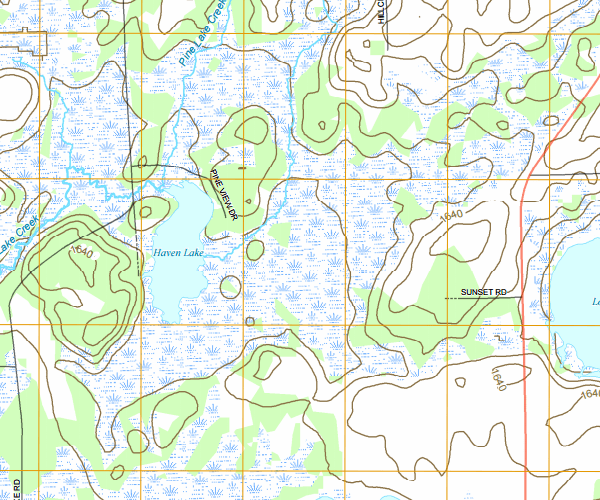 Pine Lake Creek
PINE VIEW DR
1640
Lake Creek
1640
Haven Lake
SUNSET RD
1640
1640